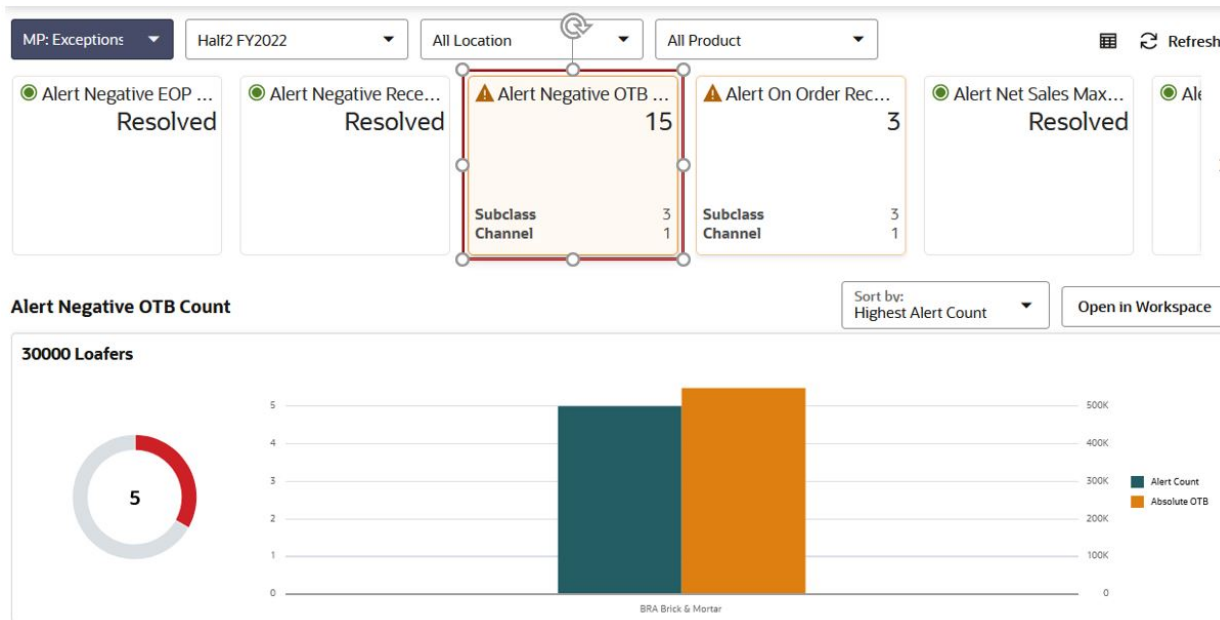 MP: Exceptions
Half2 FY2022
All Location
All Product
Refresh
Alert Negative EOP ...
Resolved
Alert Negative Rece...
Resolved
Alert Negative OTB ...
15
Subclass 3
Channel 1
Alert On Order Rec...
3
Subclass 3
Channel 1
Alert Net Sales Max...
Resolved
Ale
Alert Negative OTB Count
Sort by:
Highest Alert Count
Open in Workspace
30000 Loafers
5
5
4
3
2
1
0
500K
400K
300K
200K
100K
0
BRA Brick & Mortar
Alert Count
Absolute OTB